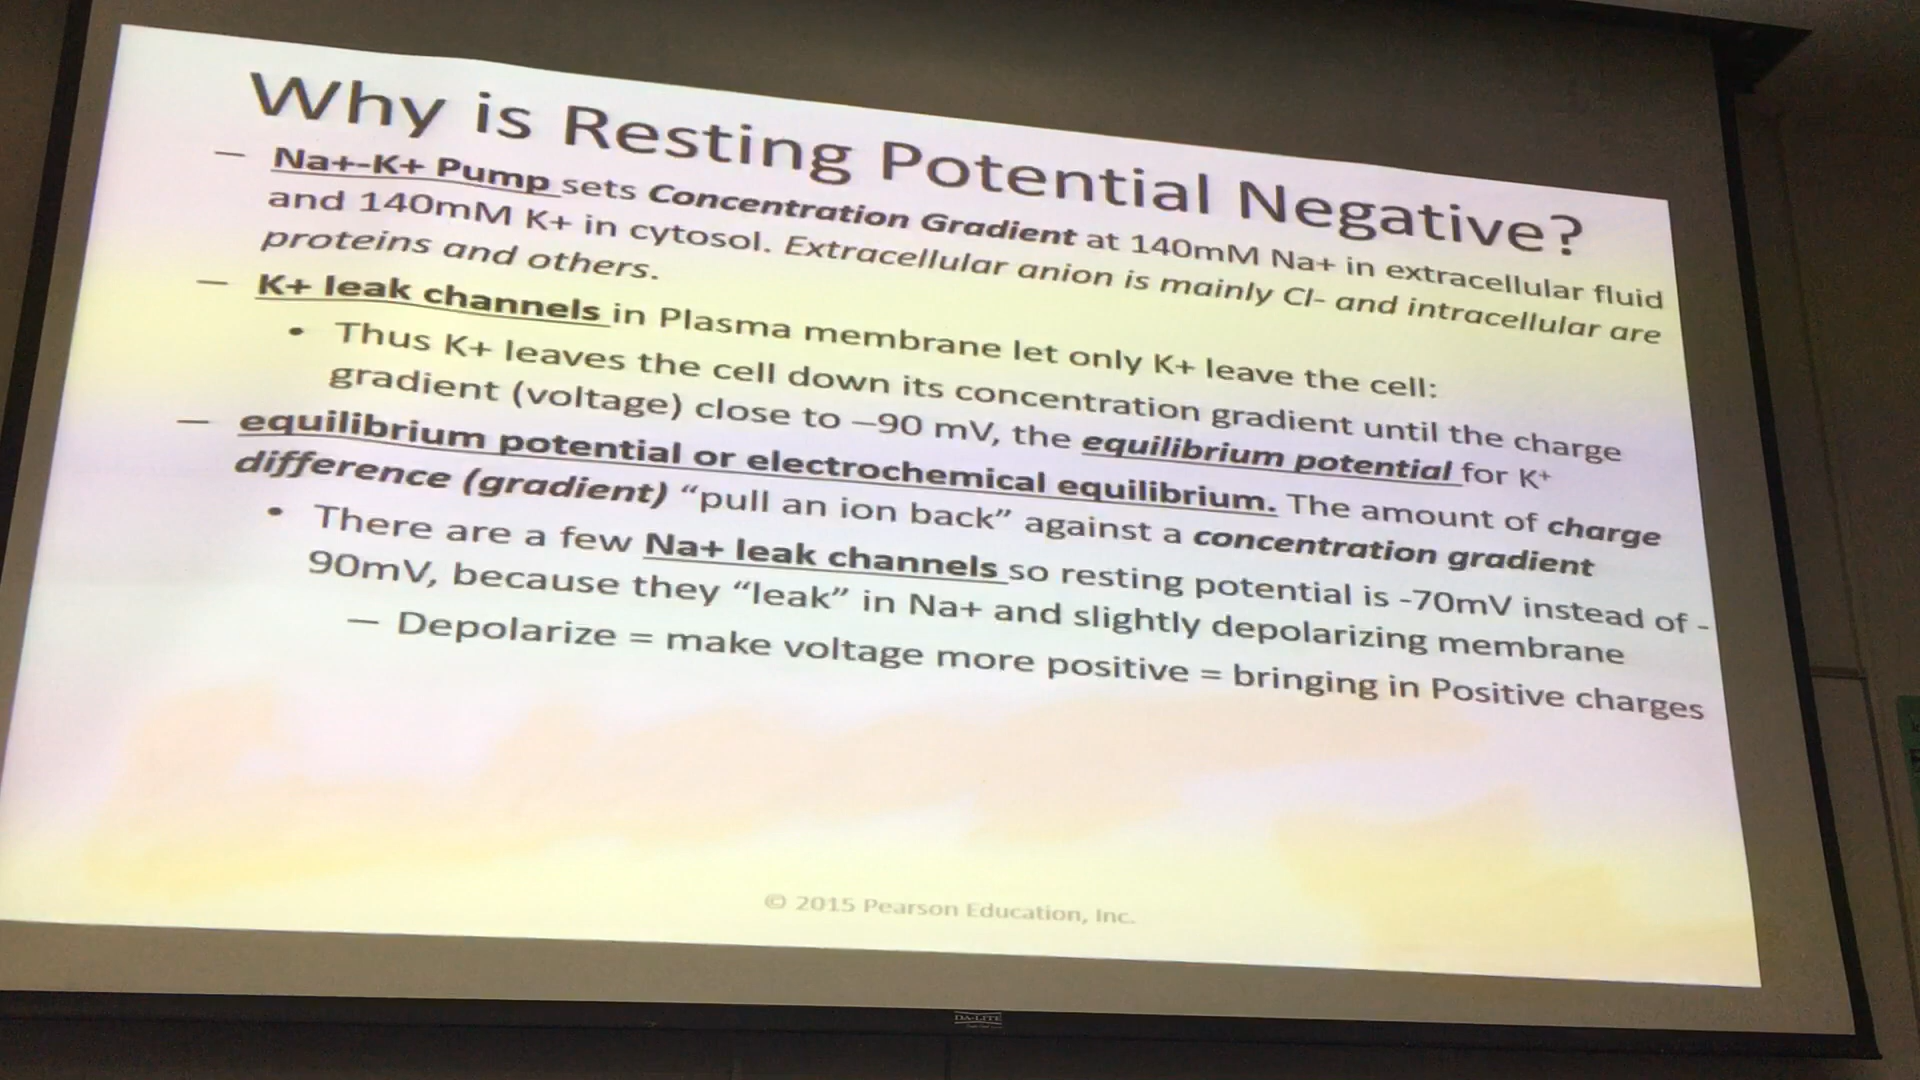 Why is Resting Potential Negative?
– Na+-K+ Pump sets Concentration Gradient at 140mM Na+ in extracellular fluid
and 140mM K+ in cytosol. Extracellular anion is mainly Cl- and intracellular are
proteins and others.
– K+ leak channels in Plasma membrane let only K+ leave the cell:
• Thus K+ leaves the cell down its concentration gradient until the charge
gradient (voltage) close to –90 mV, the equilibrium potential for K⁺
– equilibrium potential or electrochemical equilibrium. The amount of charge
difference (gradient) “pull an ion back” against a concentration gradient
• There are a few Na+ leak channels so resting potential is -70mV instead of -
90mV, because they “leak” in Na+ and slightly depolarizing membrane
– Depolarize = make voltage more positive = bringing in Positive charges
© 2015 Pearson Education, Inc.
DA-LITE